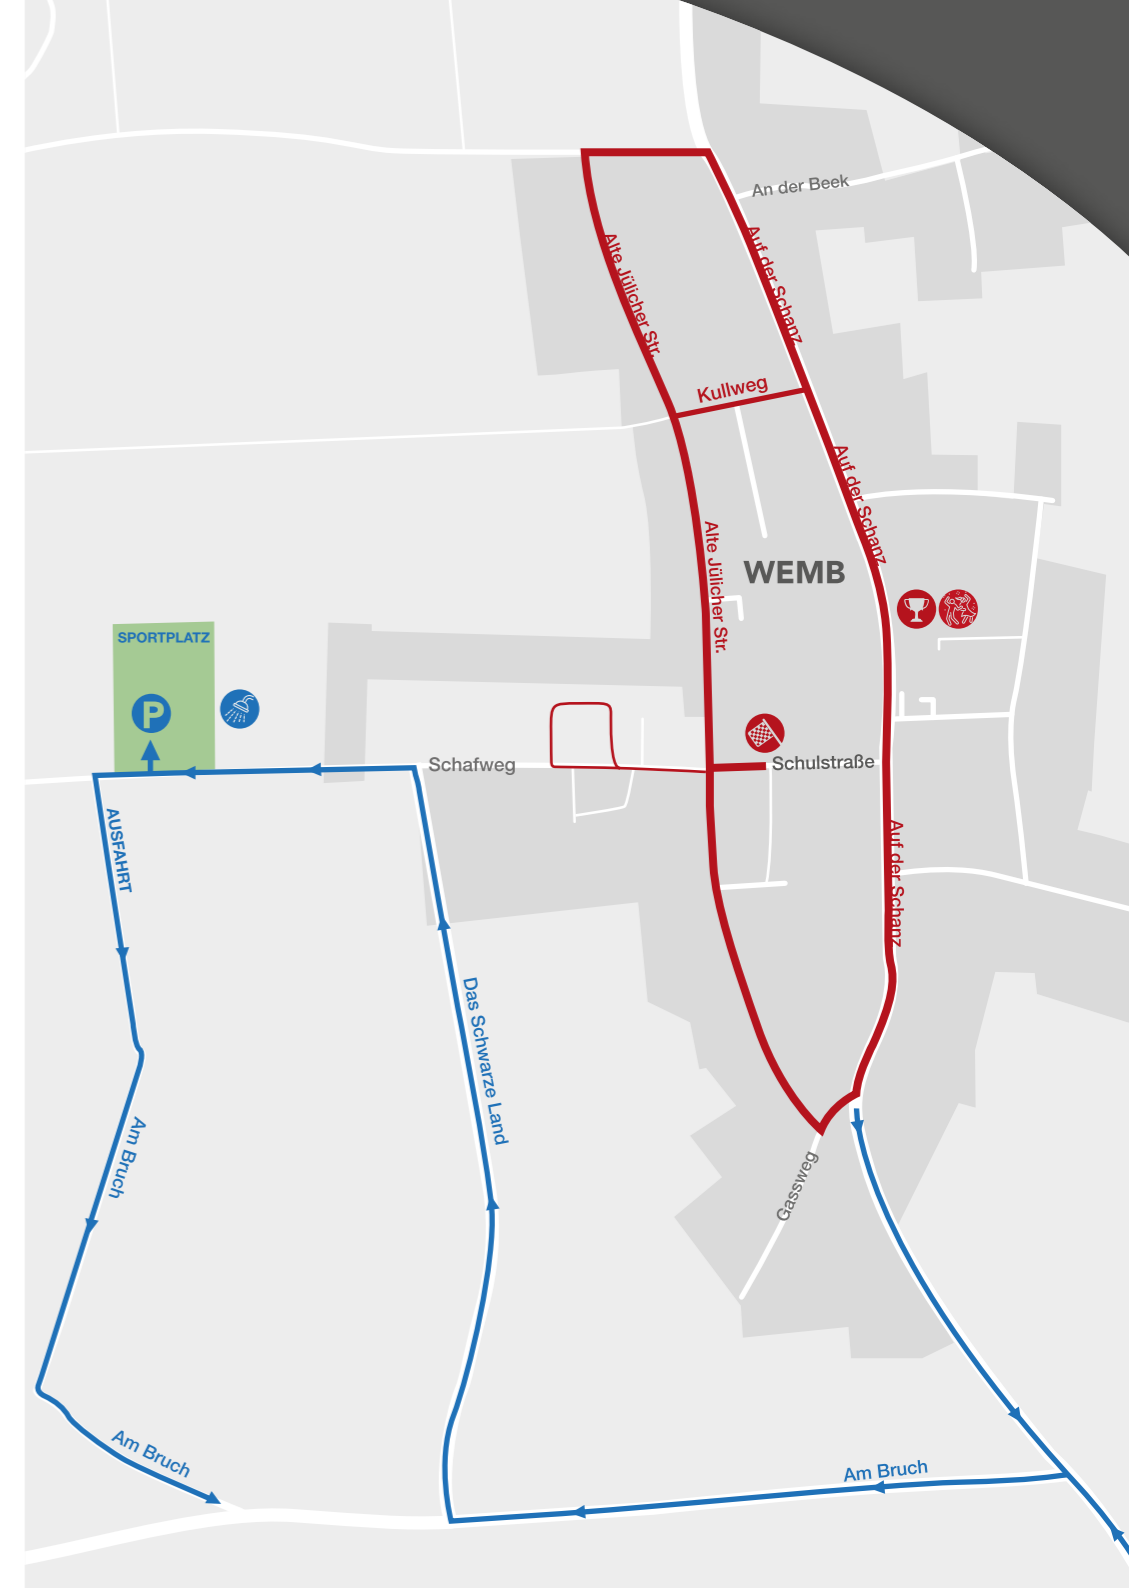 An der Beek
Auf der Schanz
Alte Jülicher Str.
Kullweg
Auf der Schanz
Alte Jülicher Str.
WEMB
SPORTPLATZ
P
Schafweg
Schulstraße
AUSFAHRT
Auf der Schanz
Das Schwarze Land
Am Bruch
Gassweg
Am Bruch
Am Bruch